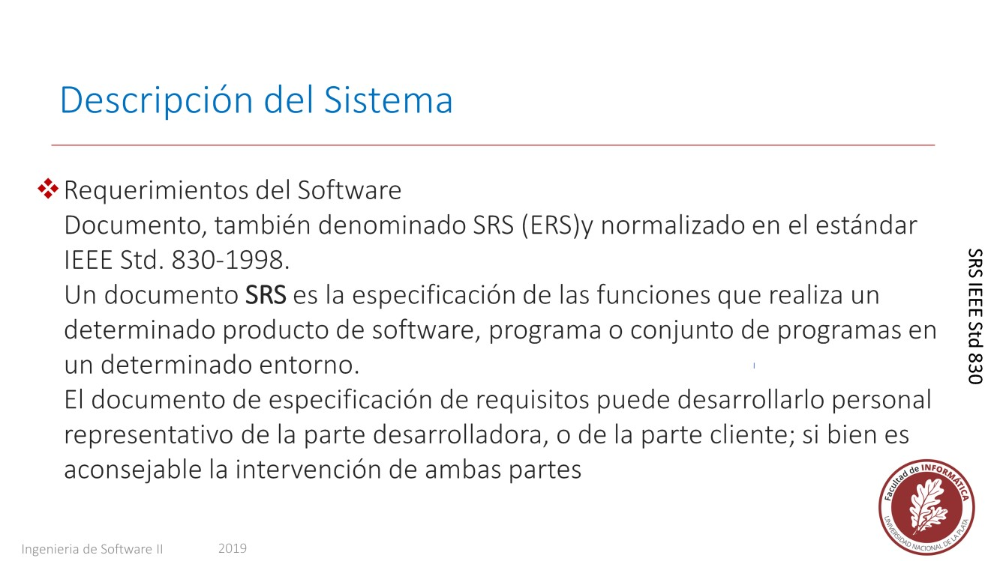 Descripción del Sistema
❖ Requerimientos del Software
Documento, también denominado SRS (ERS)y normalizado en el estándar
IEEE Std. 830-1998.
Un documento SRS es la especificación de las funciones que realiza un
determinado producto de software, programa o conjunto de programas en
un determinado entorno.
El documento de especificación de requisitos puede desarrollarlo personal
representativo de la parte desarrolladora, o de la parte cliente; si bien es
aconsejable la intervención de ambas partes
SRS IEEE Std 830
Facultad de INFORMÁTICA
UNIVERSIDAD NACIONAL DE LA PLATA
Ingenieria de Software II 2019